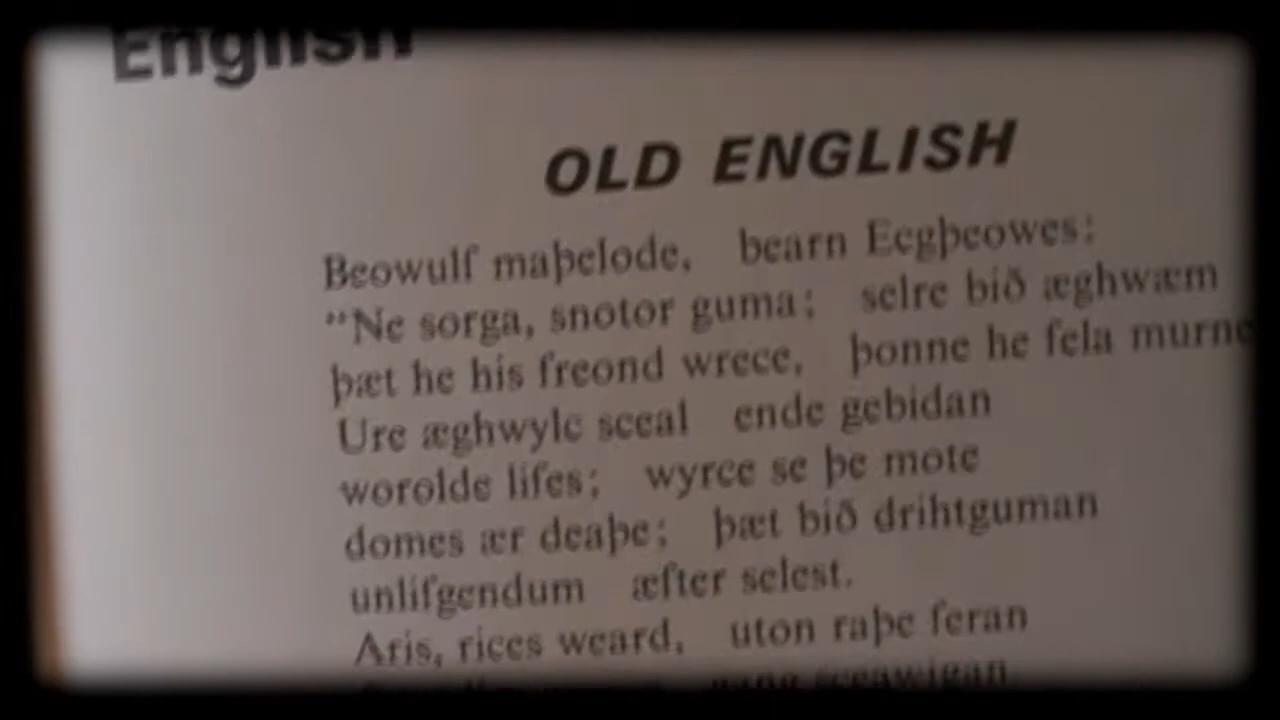 English
OLD ENGLISH
Beowulf maþelode, bearn Ecgþeowes:
“Ne sorga, snotor guma; selre bið æghwæm
þæt he his freond wrece, þonne he fela murne
Ure æghwylc sceal ende gebidan
worolde lifes; wyrce se þe mote
domes ær deaþe; þæt bið drihtguman
unlifgendum æfter selest.
Aris, rices weard, uton raþe feran
gang sceawigan